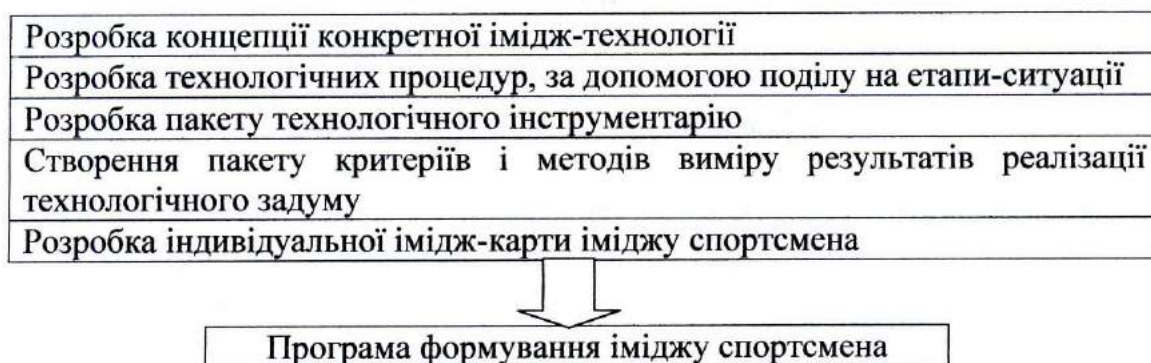 Розробка концепції конкретної імідж-технології
Розробка технологічних процедур, за допомогою поділу на етапи-ситуації
Розробка пакету технологічного інструментарію
Створення пакету критеріїв і методів виміру результатів реалізації
технологічного задуму
Розробка індивідуальної імідж-карти іміджу спортсмена
Програма формування іміджу спортсмена